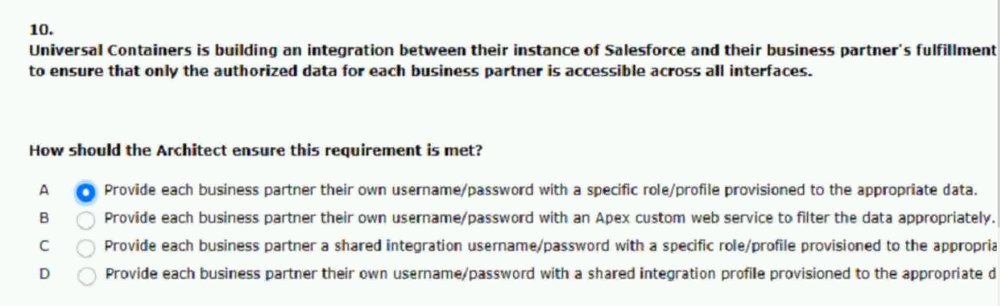 10.
Universal Containers is building an integration between their instance of Salesforce and their business partner's fulfillment
to ensure that only the authorized data for each business partner is accessible across all interfaces.
How should the Architect ensure this requirement is met?
A Provide each business partner their own username/password with a specific role/profile provisioned to the appropriate data.
B Provide each business partner their own username/password with an Apex custom web service to filter the data appropriately.
C Provide each business partner a shared integration username/password with a specific role/profile provisioned to the appropria
D Provide each business partner their own username/password with a shared integration profile provisioned to the appropriate d